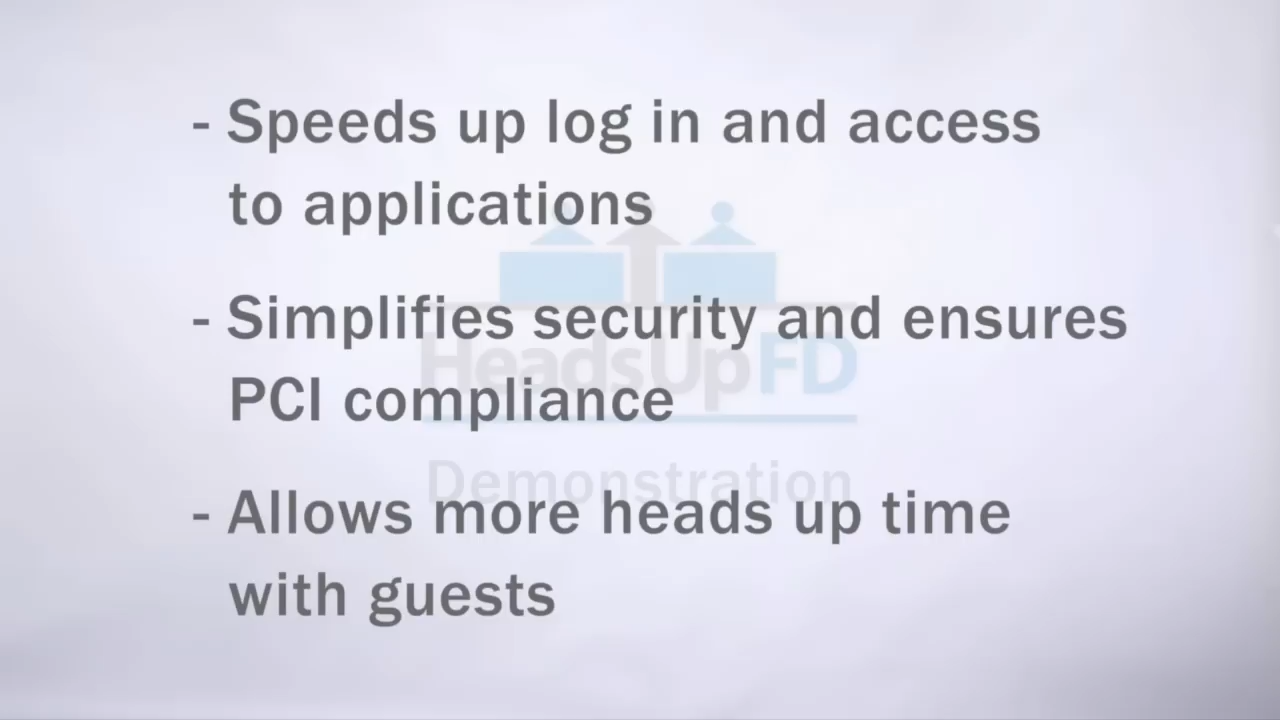 - Speeds up log in and access
to applications
- Simplifies security and ensures
HeadsUpFD
PCI compliance
Demonstration
- Allows more heads up time
with guests